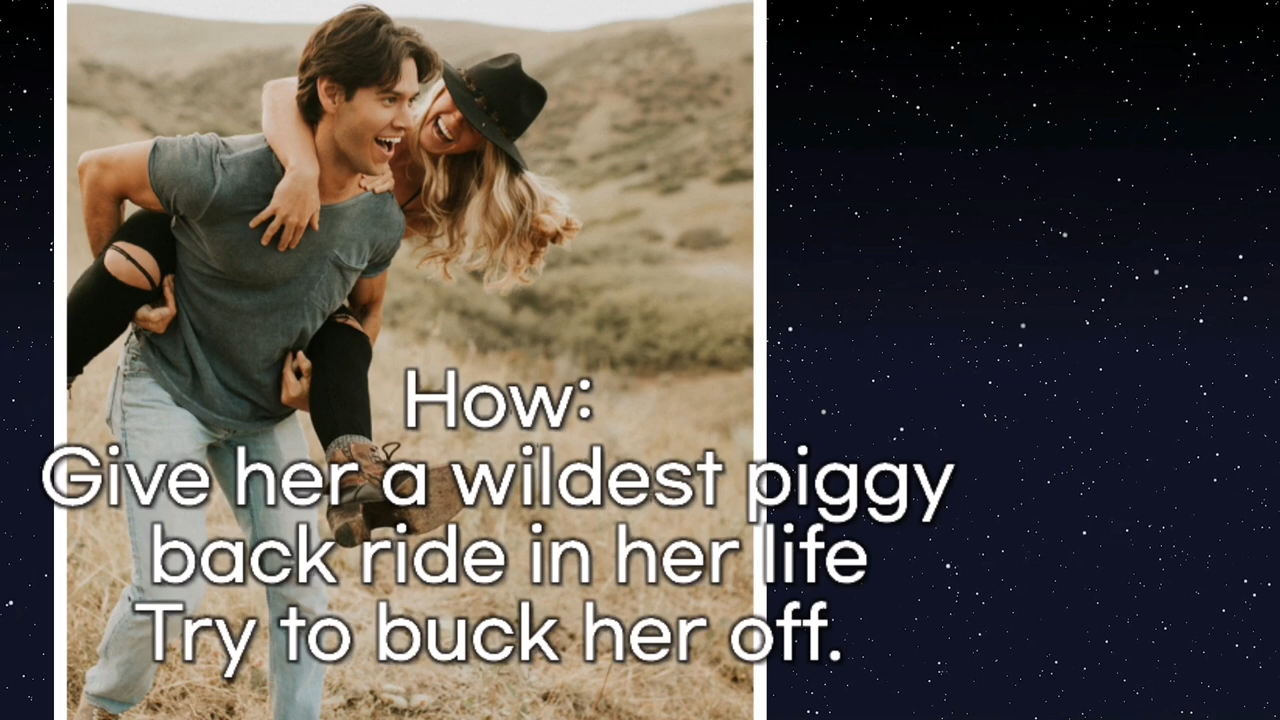 How:
Give her a wildest piggy
back ride in her life
Try to buck her off.